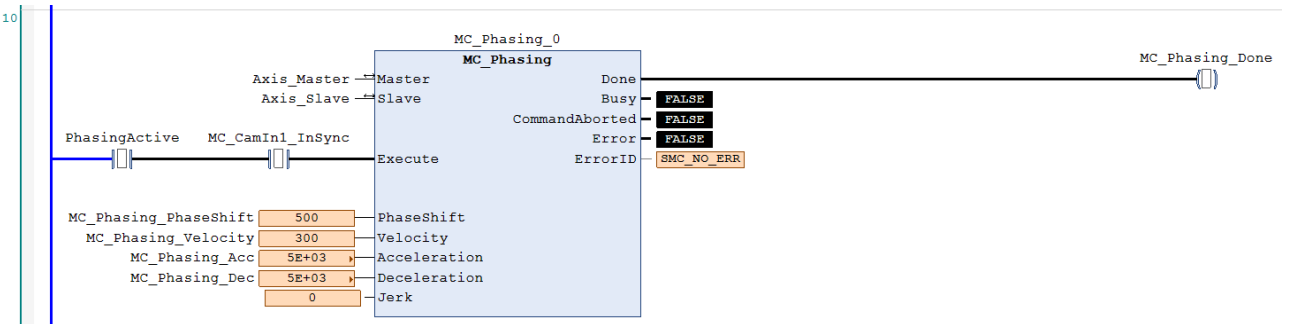 10
MC_Phasing_0
MC_Phasing
MC_Phasing_Done
Axis_Master Master Done
Axis_Slave Slave Busy FALSE
CommandAborted FALSE
PhasingActive MC_CamIn1_InSync Error FALSE
Execute ErrorID SMC_NO_ERR
MC_Phasing_PhaseShift 500 PhaseShift
MC_Phasing_Velocity 300 Velocity
MC_Phasing_Acc 5E+03 Acceleration
MC_Phasing_Dec 5E+03 Deceleration
0 Jerk